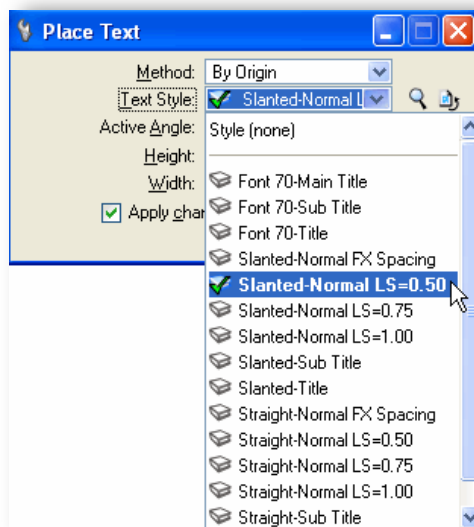 Place Text
Method: By Origin
Text Style: Slanted-Normal L
Active Angle:
Height:
Width:
Apply char
Style (none)
Font 70-Main Title
Font 70-Sub Title
Font 70-Title
Slanted-Normal FX Spacing
Slanted-Normal LS=0.50
Slanted-Normal LS=0.75
Slanted-Normal LS=1.00
Slanted-Sub Title
Slanted-Title
Straight-Normal FX Spacing
Straight-Normal LS=0.50
Straight-Normal LS=0.75
Straight-Normal LS=1.00
Straight-Sub Title